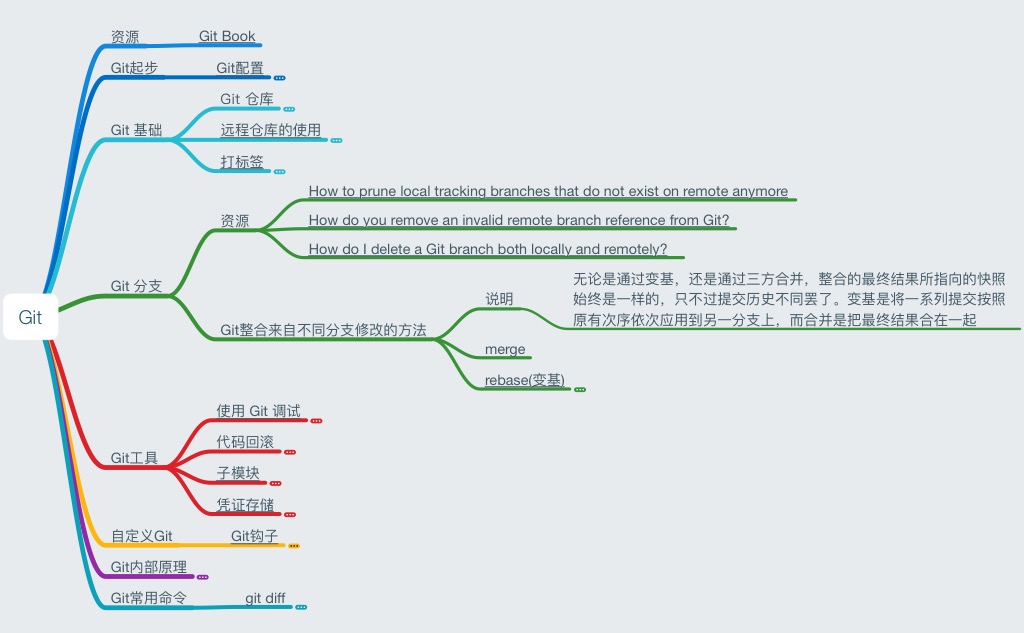 资源
Git Book
Git起步
Git配置
Git 基础
Git 仓库
远程仓库的使用
打标签
Git
Git 分支
资源
How to prune local tracking branches that do not exist on remote anymore
How do you remove an invalid remote branch reference from Git?
How do I delete a Git branch both locally and remotely?
Git整合来自不同分支修改的方法
说明
无论是通过变基，还是通过三方合并，整合的最终结果所指向的快照
始终是一样的，只不过提交历史不同罢了。变基是将一系列提交按照
原有次序依次应用到另一分支上，而合并是把最终结果合在一起
merge
rebase(变基)
Git工具
使用 Git 调试
代码回滚
子模块
凭证存储
自定义Git
Git钩子
Git内部原理
Git常用命令
git diff